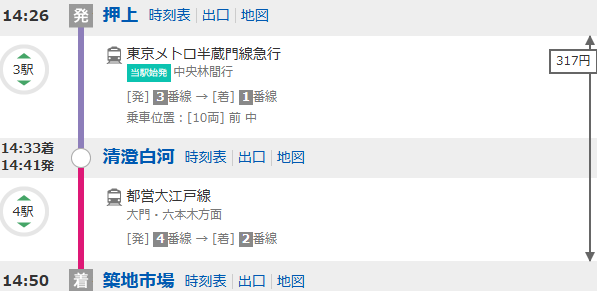 14:26 発 押上 時刻表 出口 地図
3駅
東京メトロ半蔵門線急行
当駅始発 中央林間行
[発] 3番線 → [着] 1番線
乗車位置：[10両] 前 中
317円
14:33着
14:41発
清澄白河 時刻表 出口 地図
4駅
都営大江戸線
大門・六本木方面
[発] 4番線 → [着] 2番線
14:50 着 築地市場 時刻表 出口 地図